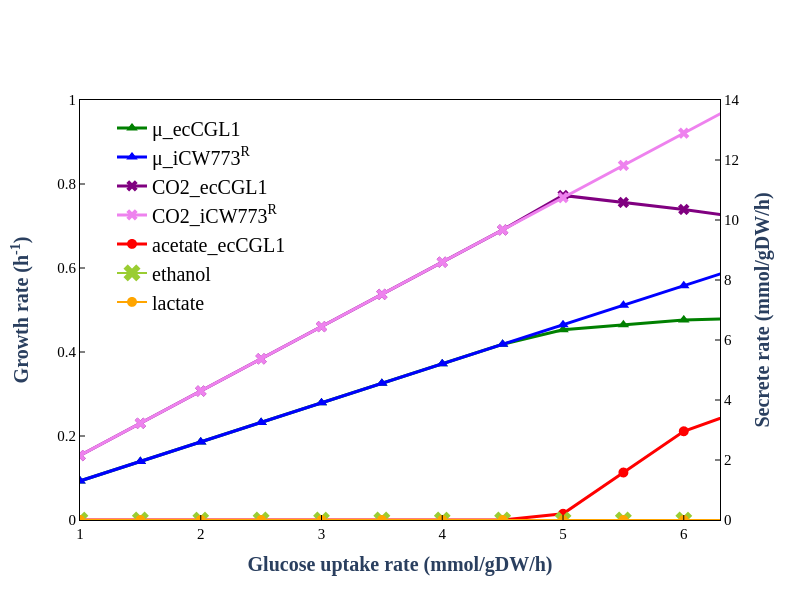 μ_ecCGL1
μ_iCW773ᴿ
CO2_ecCGL1
CO2_iCW773ᴿ
acetate_ecCGL1
ethanol
lactate
Growth rate (h⁻¹)
1
0.8
0.6
0.4
0.2
0
14
12
10
8
6
4
2
0
Secrete rate (mmol/gDW/h)
1 2 3 4 5 6
Glucose uptake rate (mmol/gDW/h)